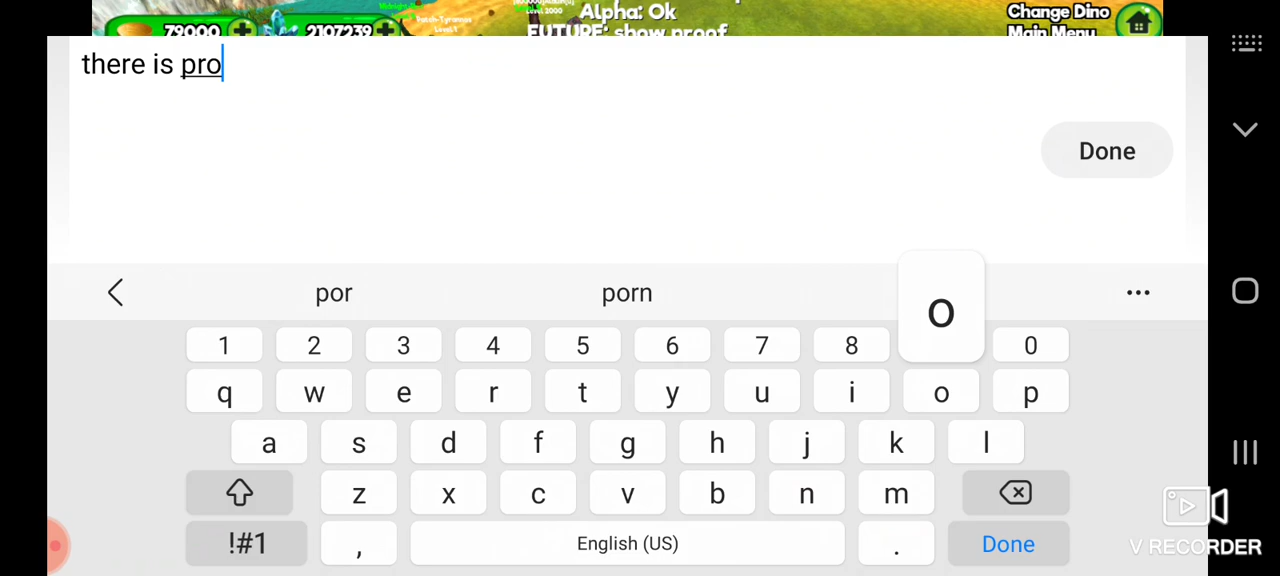 Alpha: Ok
Change Dino
79000
2107239
FUTURE: show proof
Main Menu
there is pro
Done
por
porn
o
1 2 3 4 5 6 7 8 0
q w e r t y u i o p
a s d f g h j k l
z x c v b n m
!#1 , English (US) . Done
V RECORDER